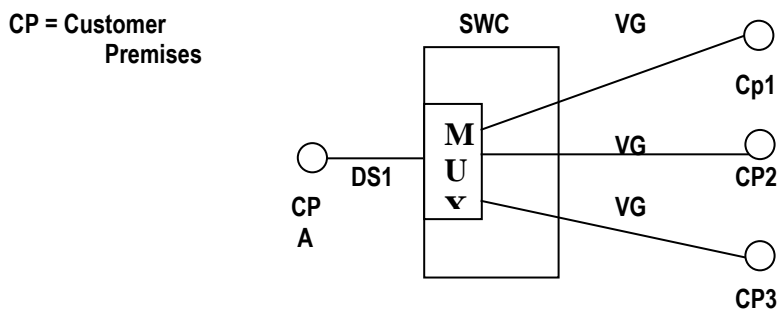 CP = Customer
Premises
SWC
VG
Cp1
M
U
X
VG
CP2
DS1
CP
A
VG
CP3